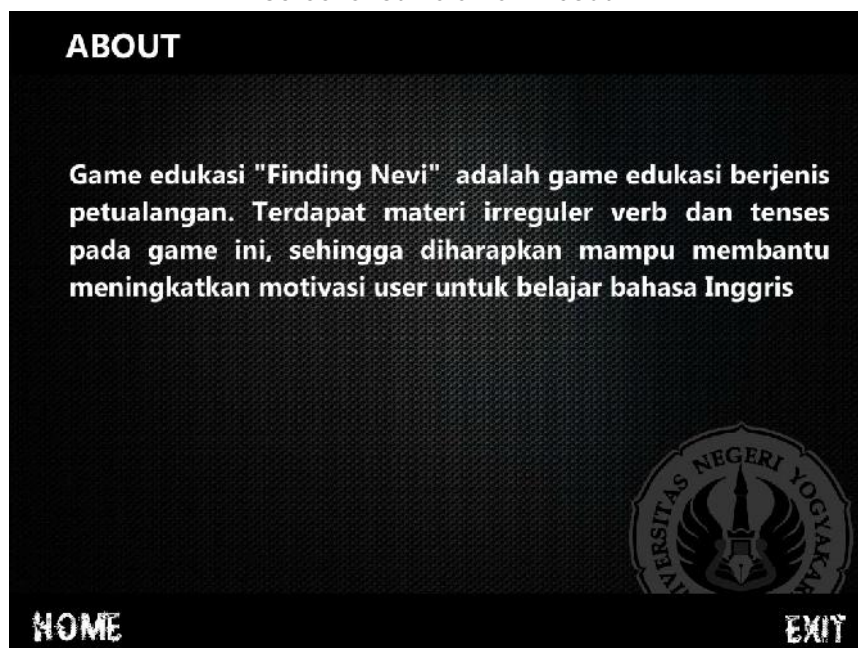 ABOUT
Game edukasi "Finding Nevi" adalah game edukasi berjenis
petualangan. Terdapat materi irreguler verb dan tenses
pada game ini, sehingga diharapkan mampu membantu
meningkatkan motivasi user untuk belajar bahasa Inggris
NEGERI
HOME
EXIT